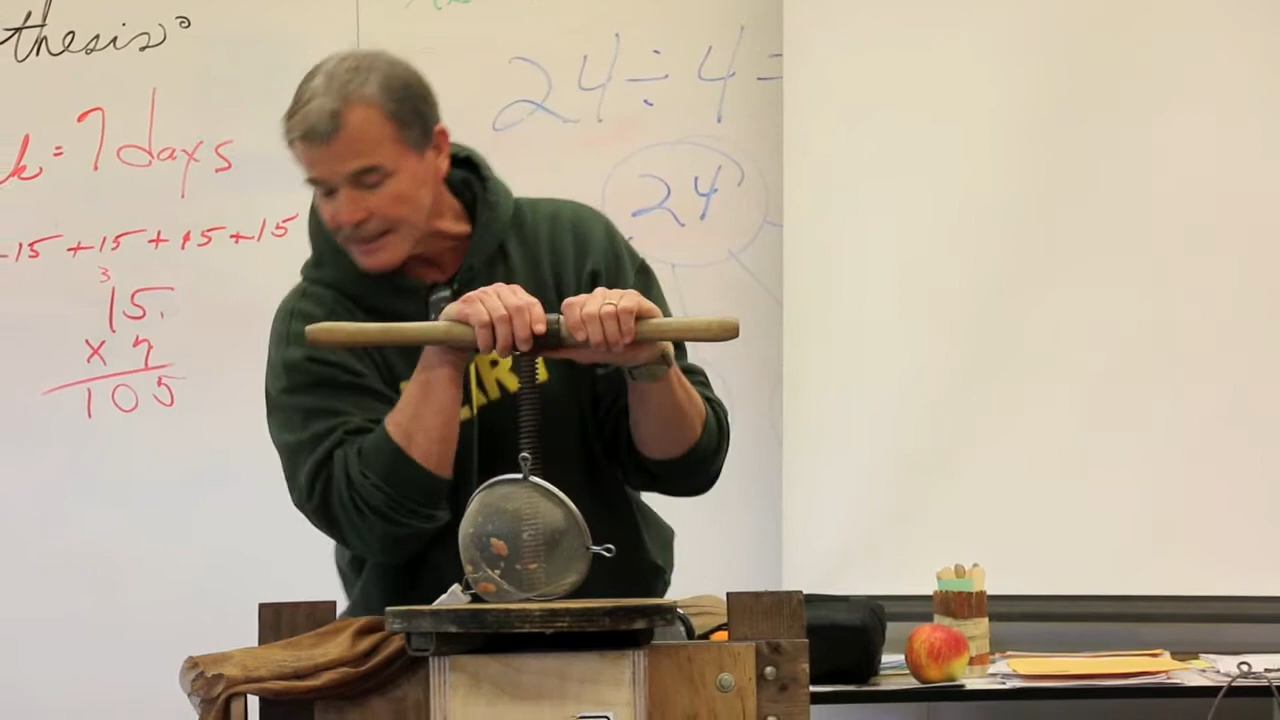 thesis
= 7 days
15 + 15 + 15 + 15
3
15.
x 7
105
24 ÷ 4 =
24